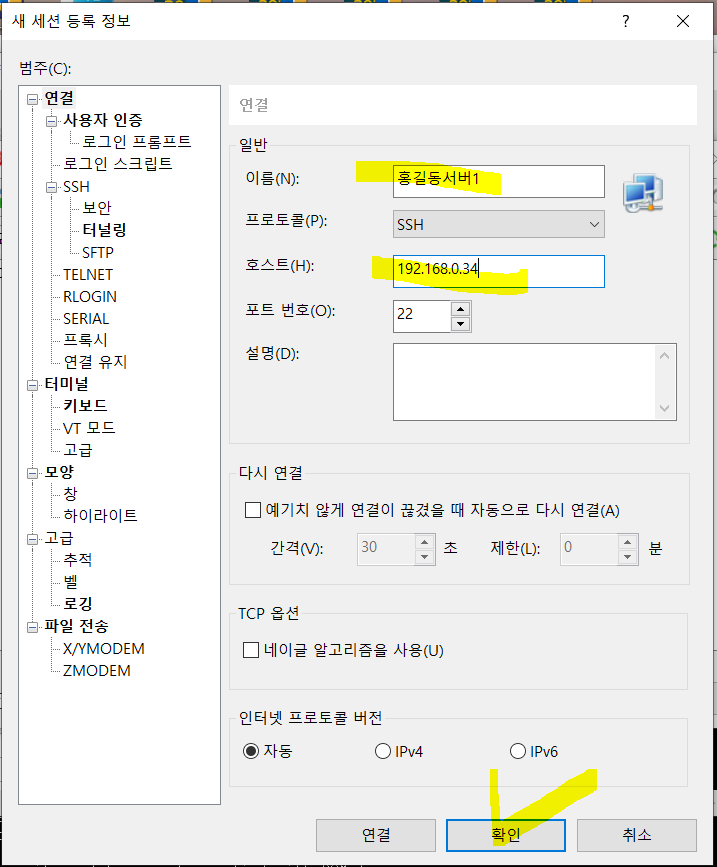 새 세션 등록 정보
?
범주(C):
연결
사용자 인증
로그인 프롬프트
로그인 스크립트
SSH
보안
터널링
SFTP
TELNET
RLOGIN
SERIAL
프록시
연결 유지
터미널
키보드
VT 모드
고급
모양
창
하이라이트
고급
추적
벨
로깅
파일 전송
X/YMODEM
ZMODEM
연결
일반
이름(N): 홍길동서버1
프로토콜(P): SSH
호스트(H): 192.168.0.34
포트 번호(O): 22
설명(D):
다시 연결
예기치 않게 연결이 끊겼을 때 자동으로 다시 연결(A)
간격(V): 30 초 제한(L): 0 분
TCP 옵션
네이글 알고리즘을 사용(U)
인터넷 프로토콜 버전
자동 IPv4 IPv6
연결 확인 취소